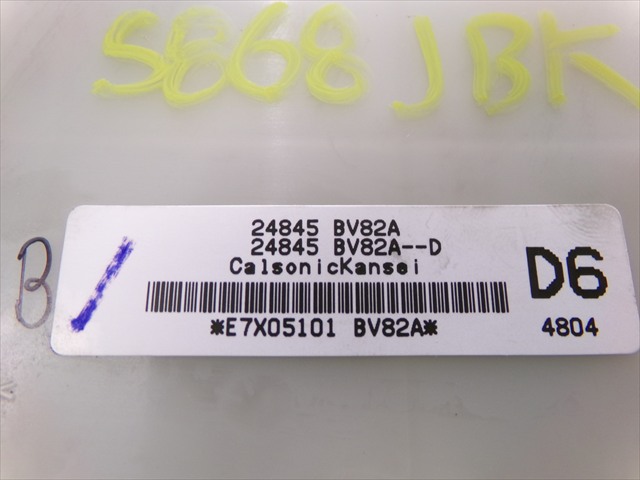 S868 JBK
24845 BV82A
24845 BV82A--D
CalsonicKansei
D6
*E7X05101 BV82A*
4804
B